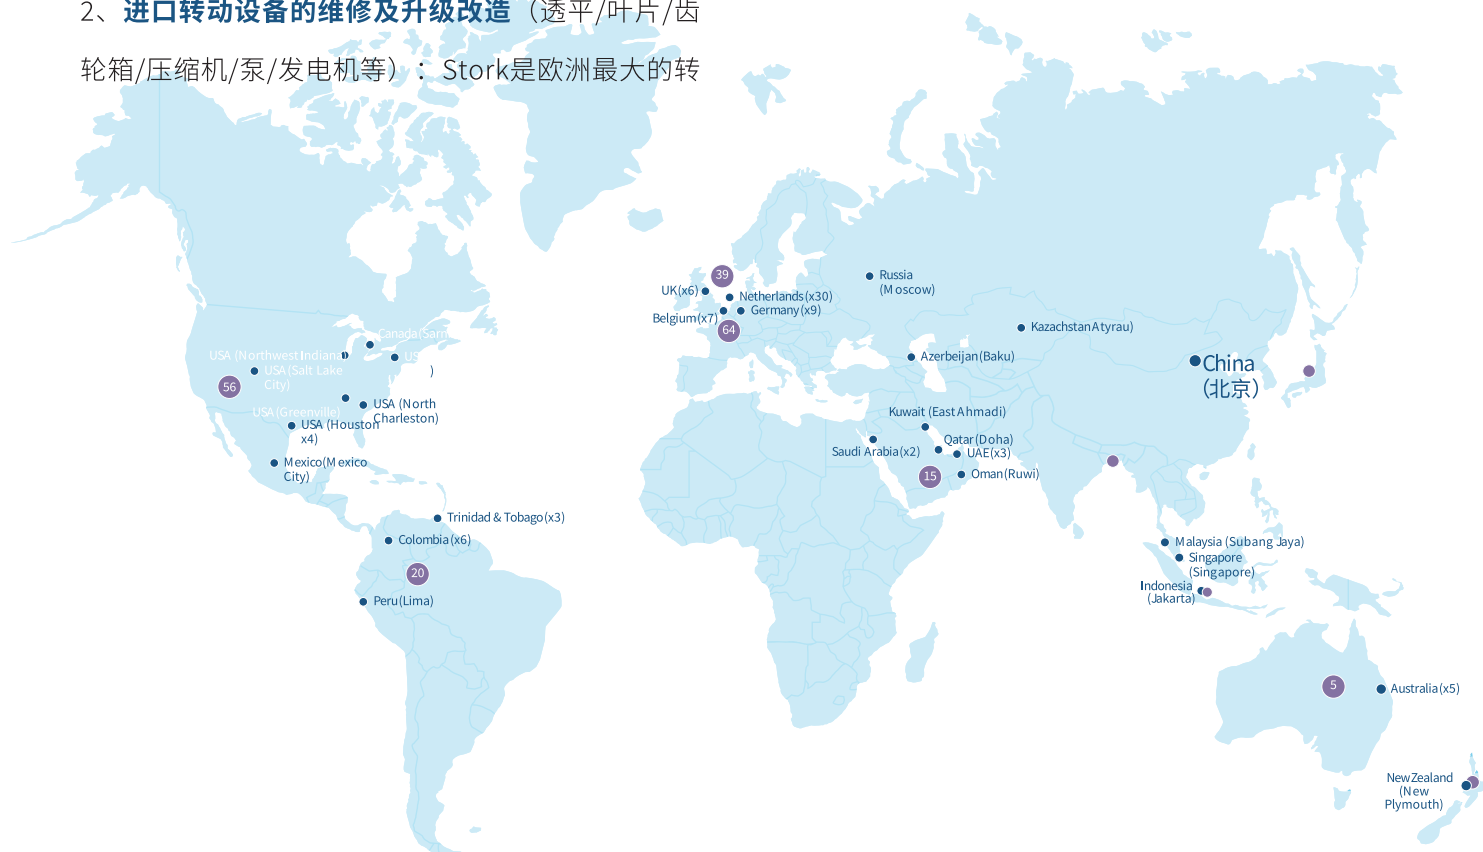 2、进口转动设备的维修及升级改造（透平/叶片/齿
轮箱/压缩机/泵/发电机等）：Stork是欧洲最大的转
39
UK(x6)
Netherlands(x30)
Belgium(x7)
Germany(x9)
64
Russia
(Moscow)
KazachstanAtyrau)
Azerbeijan(Baku)
China
(北京)
Canada(Sarn
USA (Northwest Indiana)
US
)
USA(Salt Lake
City)
56
USA(Greenville)
USA (North
Charleston)
USA (Houston
x4)
Mexico(Mexico
City)
Kuwait (East Ahmadi)
Saudi Arabia(x2)
Qatar(Doha)
UAE(x3)
15
Oman(Ruwi)
Trinidad & Tobago(x3)
Colombia(x6)
20
Peru(Lima)
Malaysia (Subang Jaya)
Singapore
(Singapore)
Indonesia
(Jakarta)
5
Australia(x5)
NewZealand
(New
Plymouth)